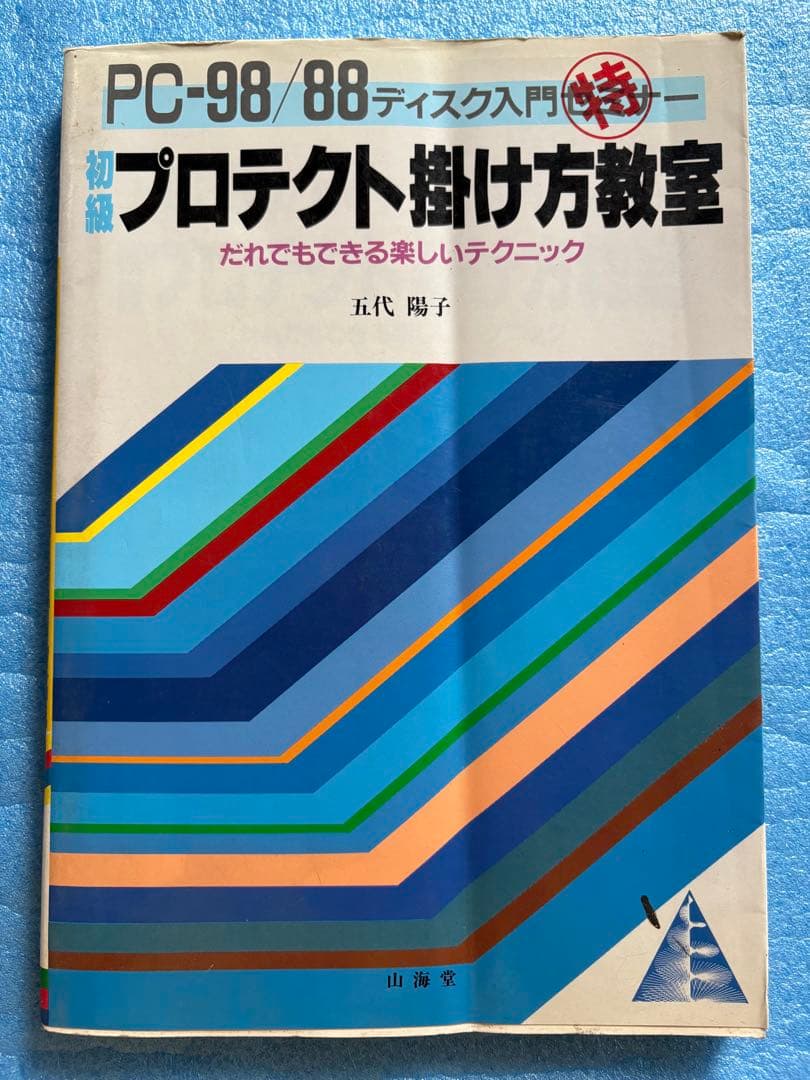 PC-98/88ディスク入門セミナー
特
初級 プロテクト掛け方教室
だれでもできる楽しいテクニック
五代 陽子
山海堂